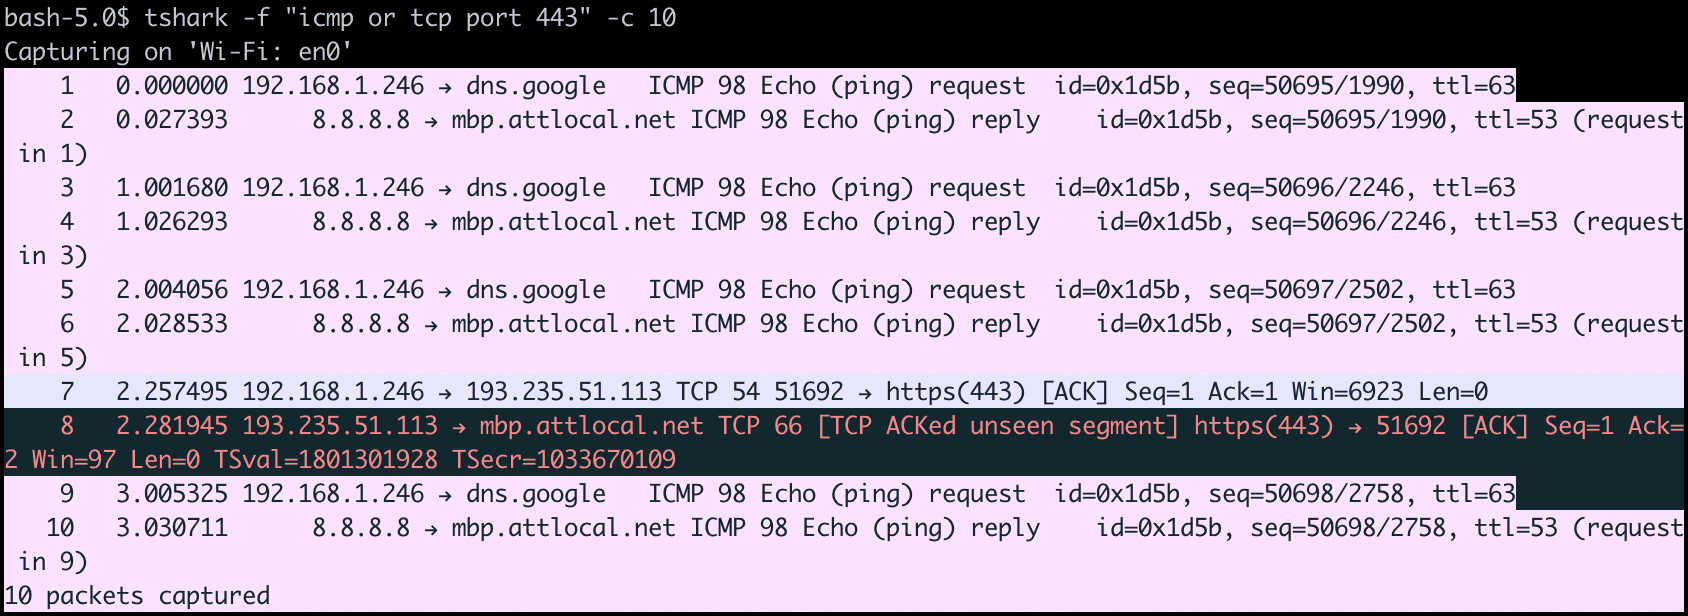 bash-5.0$ tshark -f "icmp or tcp port 443" -c 10
Capturing on 'Wi-Fi: en0'
    1   0.000000 192.168.1.246 → dns.google   ICMP 98 Echo (ping) request  id=0x1d5b, seq=50695/1990, ttl=63
    2   0.027393      8.8.8.8 → mbp.attlocal.net ICMP 98 Echo (ping) reply    id=0x1d5b, seq=50695/1990, ttl=53 (request
 in 1)
    3   1.001680 192.168.1.246 → dns.google   ICMP 98 Echo (ping) request  id=0x1d5b, seq=50696/2246, ttl=63
    4   1.026293      8.8.8.8 → mbp.attlocal.net ICMP 98 Echo (ping) reply    id=0x1d5b, seq=50696/2246, ttl=53 (request
 in 3)
    5   2.004056 192.168.1.246 → dns.google   ICMP 98 Echo (ping) request  id=0x1d5b, seq=50697/2502, ttl=63
    6   2.028533      8.8.8.8 → mbp.attlocal.net ICMP 98 Echo (ping) reply    id=0x1d5b, seq=50697/2502, ttl=53 (request
 in 5)
    7   2.257495 192.168.1.246 → 193.235.51.113 TCP 54 51692 → https(443) [ACK] Seq=1 Ack=1 Win=6923 Len=0
    8   2.281945 193.235.51.113 → mbp.attlocal.net TCP 66 [TCP ACKed unseen segment] https(443) → 51692 [ACK] Seq=1 Ack=
2 Win=97 Len=0 TSval=1801301928 TSecr=1033670109
    9   3.005325 192.168.1.246 → dns.google   ICMP 98 Echo (ping) request  id=0x1d5b, seq=50698/2758, ttl=63
   10   3.030711      8.8.8.8 → mbp.attlocal.net ICMP 98 Echo (ping) reply    id=0x1d5b, seq=50698/2758, ttl=53 (request
 in 9)
10 packets captured